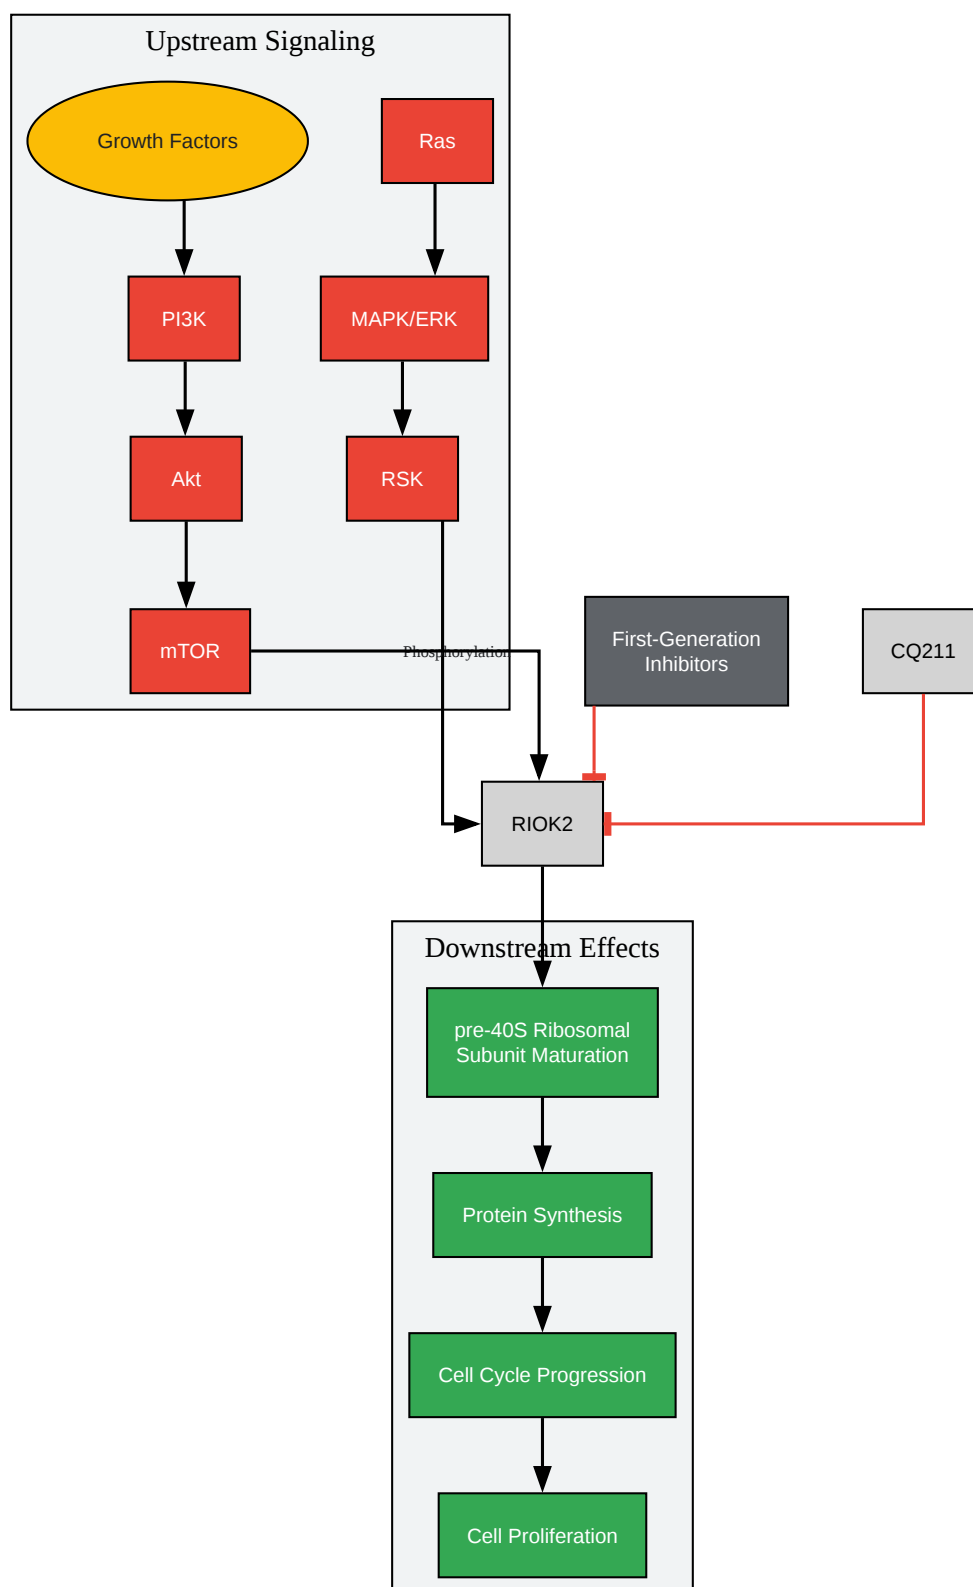 Upstream Signaling
Growth Factors
Ras
PI3K
MAPK/ERK
Akt
RSK
mTOR
Phosphorylation
First-Generation
Inhibitors
CQ211
RIOK2
Downstream Effects
pre-40S Ribosomal
Subunit Maturation
Protein Synthesis
Cell Cycle Progression
Cell Proliferation